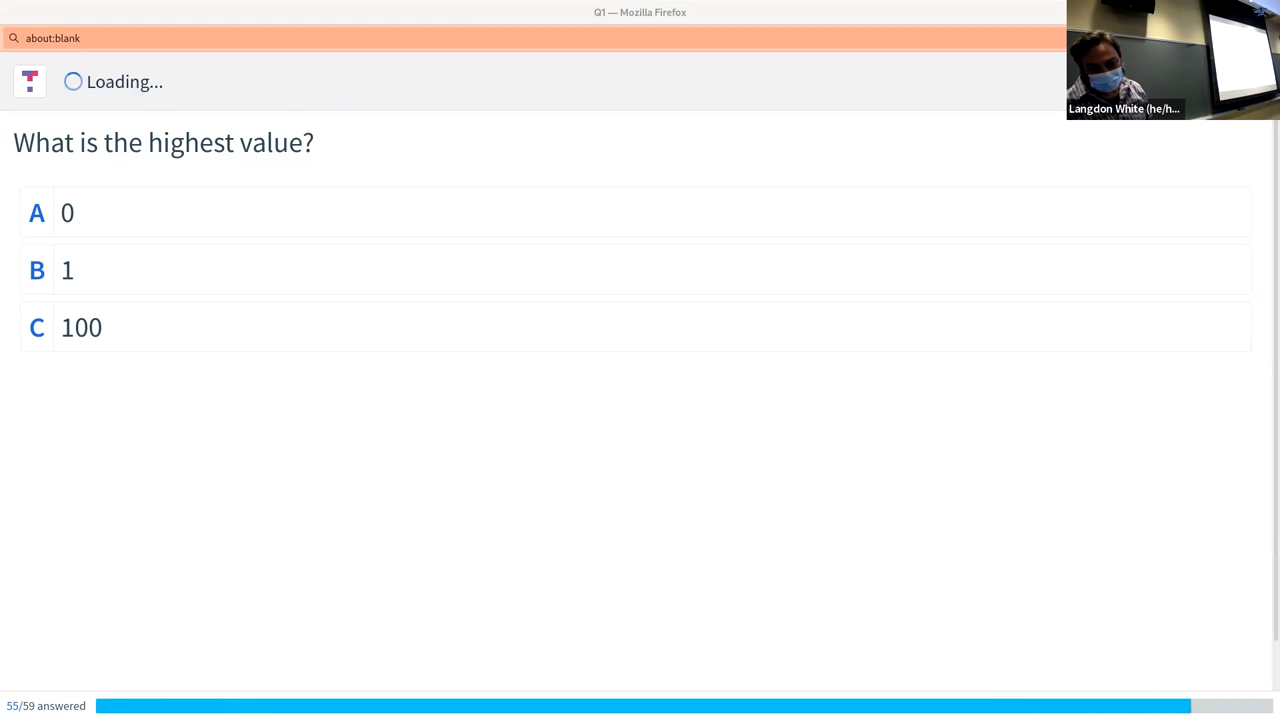 Q1 — Mozilla Firefox
about:blank
Loading...
Langdon White (he/h...
What is the highest value?
A 0
B 1
C 100
55/59 answered